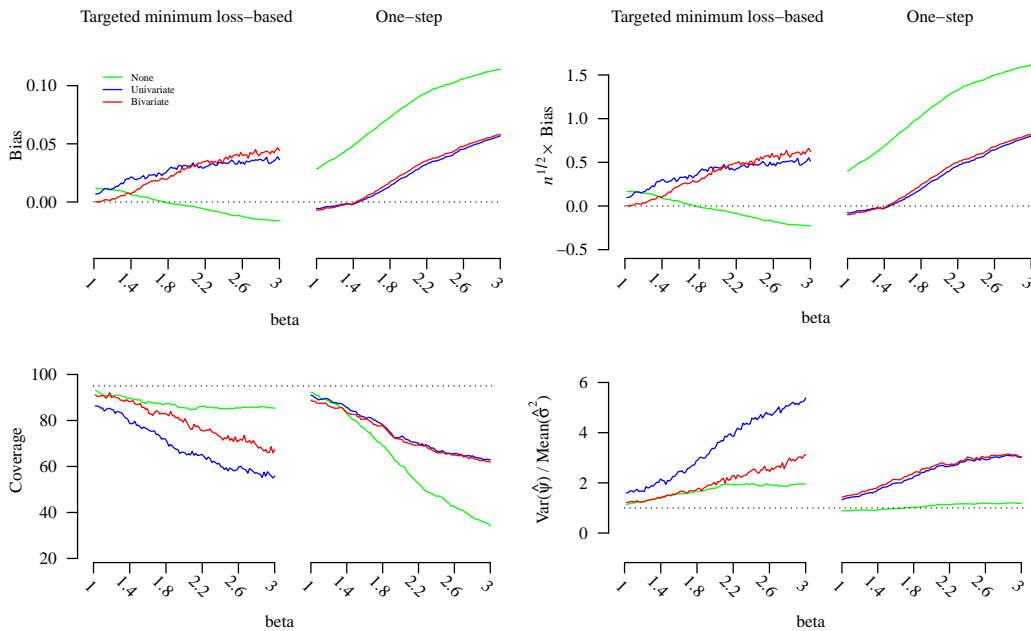 Targeted minimum loss−based One−step
Bias
0.10
0.05
0.00
None
Univariate
Bivariate
1 1.4 1.8 2.2 2.6 3 1 1.4 1.8 2.2 2.6 3
beta
Targeted minimum loss−based One−step
n^{1/2} × Bias
1.5
1.0
0.5
0.0
−0.5
1 1.4 1.8 2.2 2.6 3 1 1.4 1.8 2.2 2.6 3
beta
Coverage
100
80
60
40
20
1 1.4 1.8 2.2 2.6 3 1 1.4 1.8 2.2 2.6 3
beta
Var(ψ̂) / Mean(σ̂²)
6
4
2
0
1 1.4 1.8 2.2 2.6 3 1 1.4 1.8 2.2 2.6 3
beta